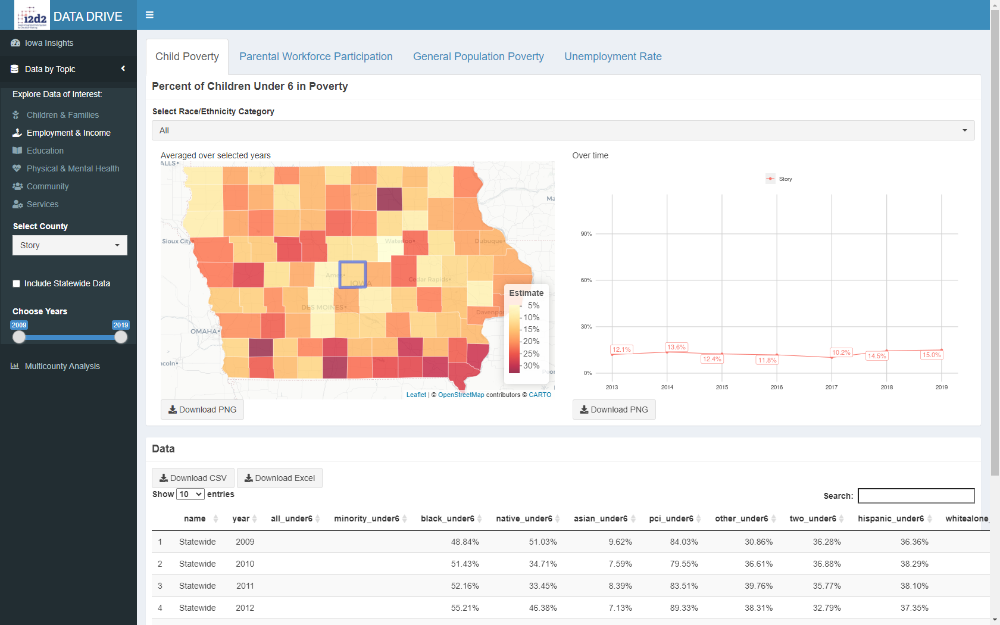 i2d2
DATA DRIVE
Iowa Insights
Data by Topic
Explore Data of Interest:
Children & Families
Employment & Income
Education
Physical & Mental Health
Community
Services
Select County
Story
Include Statewide Data
Choose Years
2009
2019
Multicounty Analysis
Child Poverty
Parental Workforce Participation
General Population Poverty
Unemployment Rate
Percent of Children Under 6 in Poverty
Select Race/Ethnicity Category
All
Averaged over selected years
ALLS
Ma
Sioux City
Waterloo
Dubuque
Ames
IOWA
Cedar Rapids
DES MOINES
Davenport
OMAHA
ncoln
Peor
Estimate
5%
10%
15%
20%
25%
30%
Leaflet | © OpenStreetMap contributors © CARTO
Download PNG
Over time
Story
90%
60%
30%
0%
12.1%
13.6%
12.4%
11.8%
10.2%
14.5%
15.0%
2013 2014 2015 2016 2017 2018 2019
Download PNG
Data
Download CSV
Download Excel
Show 10 entries
Search:
name year all_under6 minority_under6 black_under6 native_under6 asian_under6 pci_under6 other_under6 two_under6 hispanic_under6 whitealone_
1 Statewide 2009 48.84% 51.03% 9.62% 84.03% 30.86% 36.28% 36.36%
2 Statewide 2010 51.43% 34.71% 7.59% 79.55% 36.61% 36.88% 38.29%
3 Statewide 2011 52.16% 33.45% 8.39% 83.51% 39.76% 35.77% 38.10%
4 Statewide 2012 55.21% 46.38% 7.13% 89.33% 38.31% 32.79% 37.35%